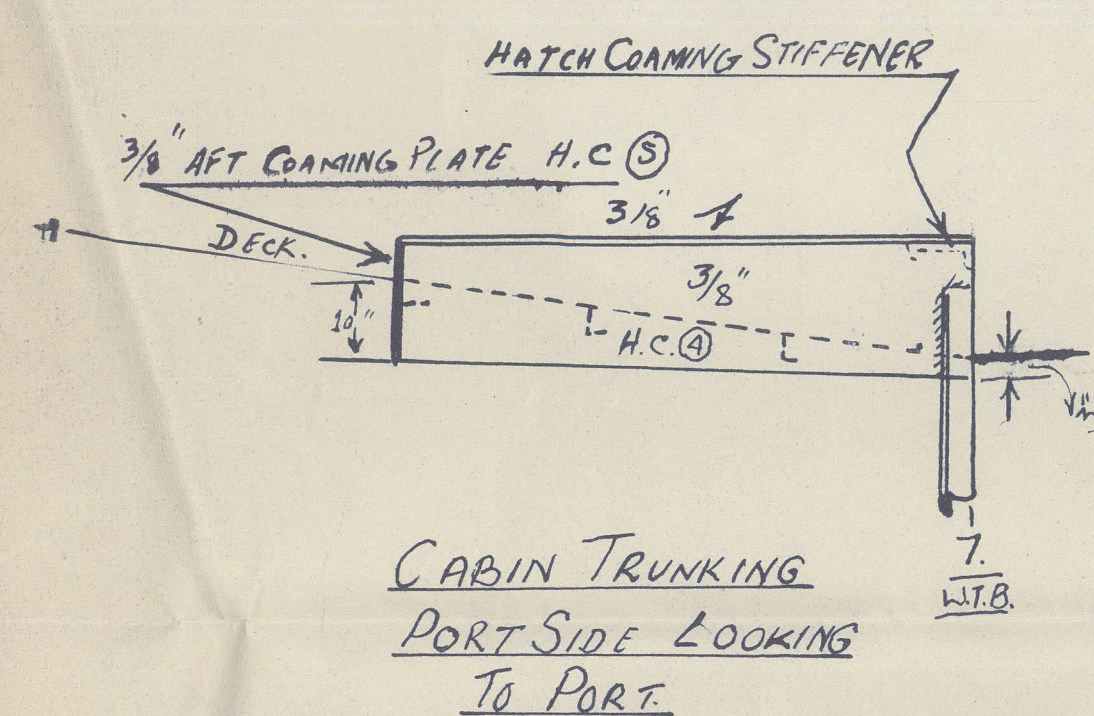 HATCH COAMING STIFFENER
3/8" AFT COAMING PLATE H.C (5)
3/8"
DECK.
3/8"
10"
H.C. (4)
7.
W.T.B.
CABIN TRUNKING
PORT SIDE LOOKING
TO PORT.